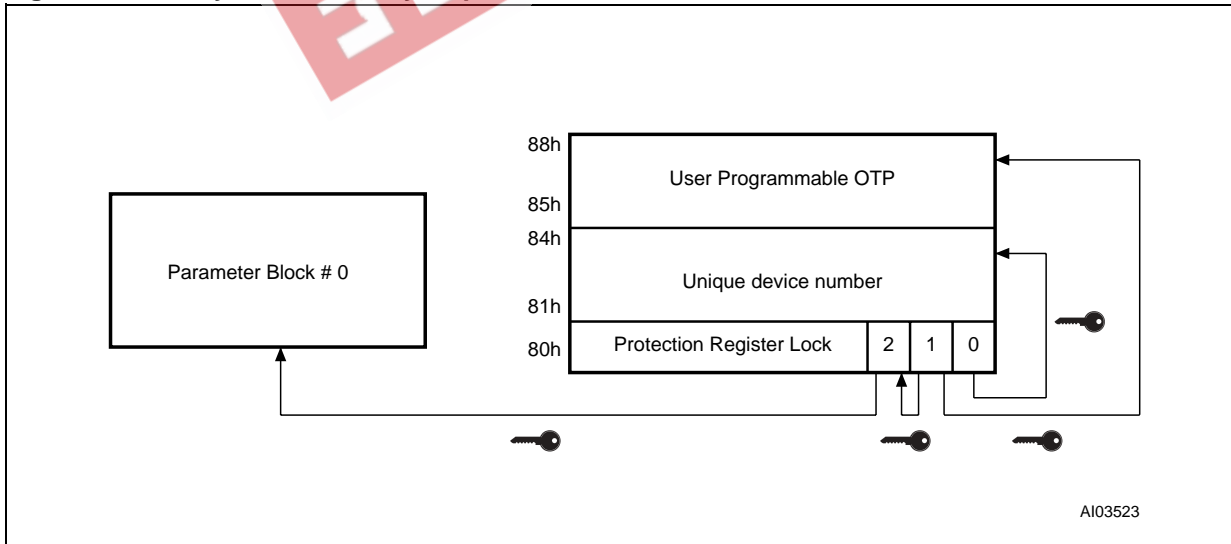 88h
User Programmable OTP
85h
84h
Parameter Block # 0
Unique device number
81h
80h
Protection Register Lock
2
1
0
AI03523